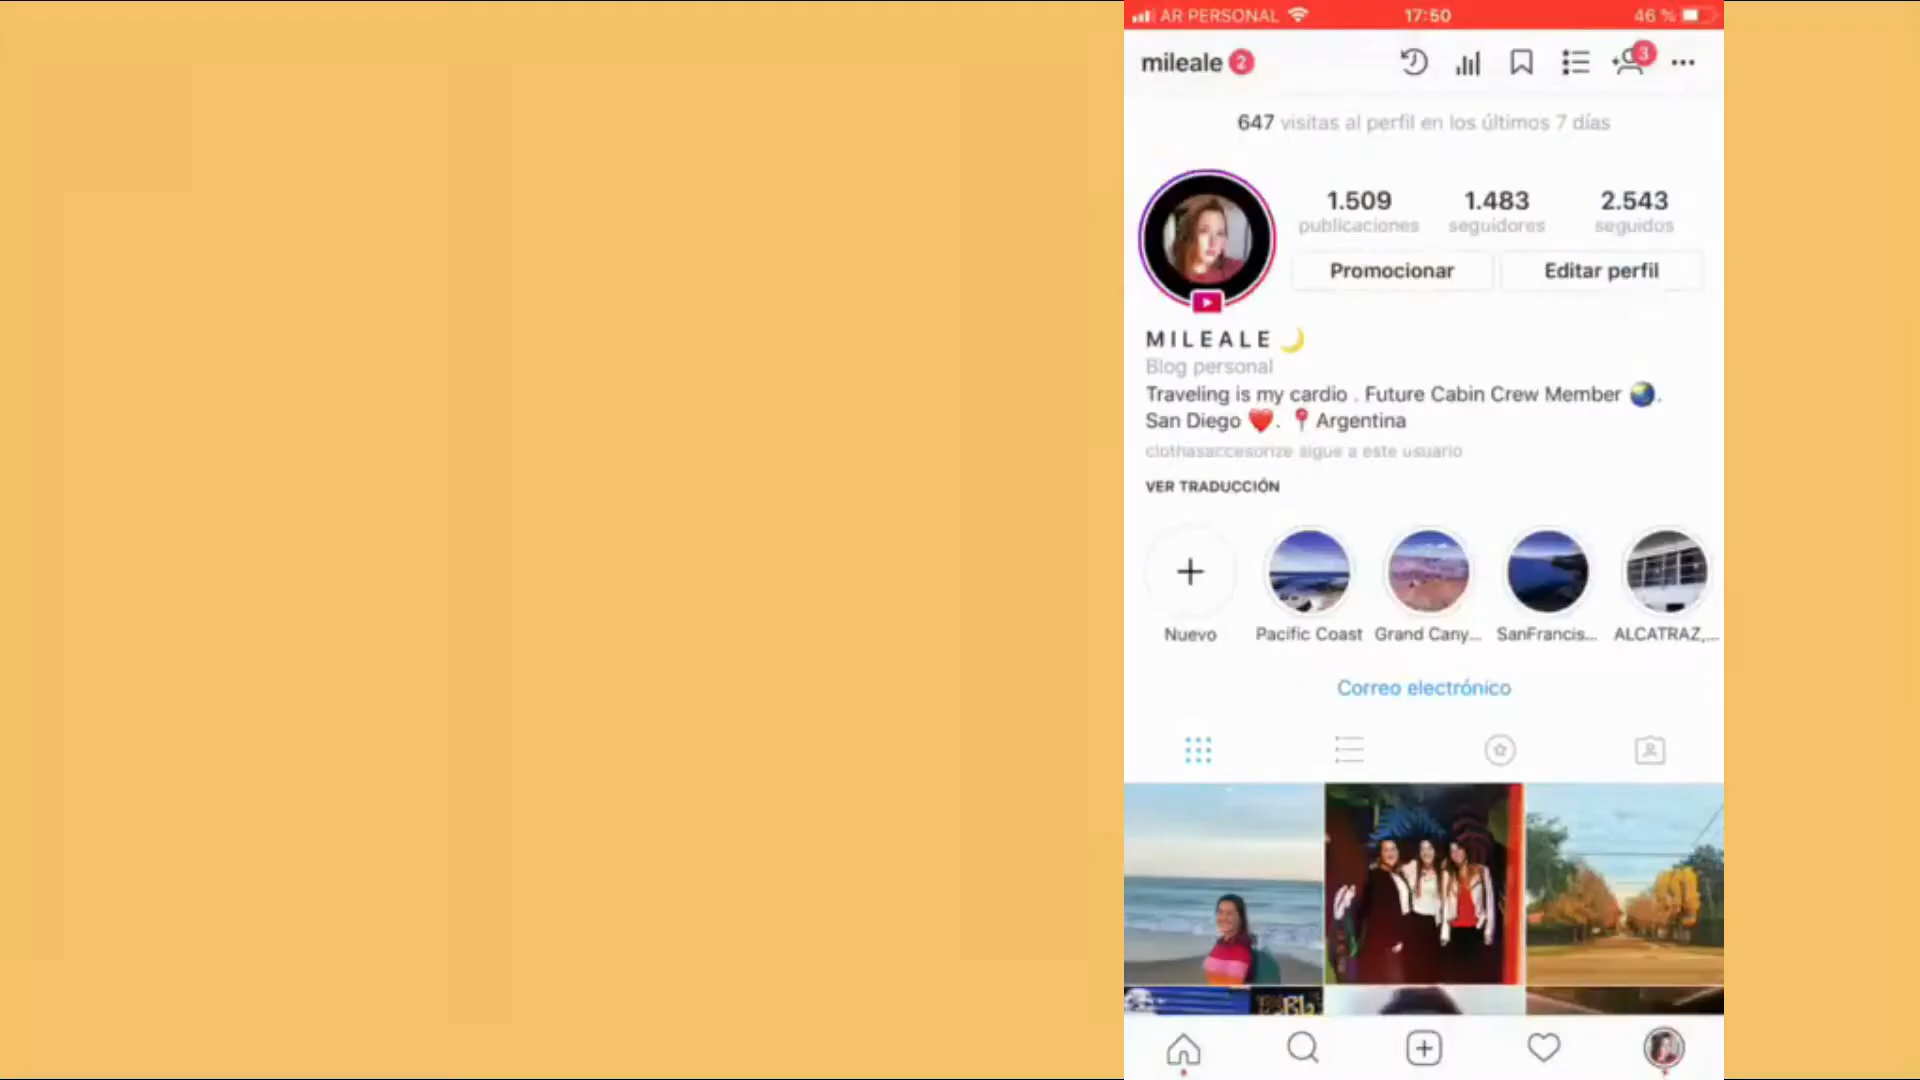 AR PERSONAL 17:50 46 %
mileale 2 3
647 visitas al perfil en los últimos 7 días
1.509 1.483 2.543
publicaciones seguidores seguidos
Promocionar Editar perfil
M I L E A L E
Blog personal
Traveling is my cardio . Future Cabin Crew Member .
San Diego . Argentina
clothasaccesorize sigue a este usuario
VER TRADUCCIÓN
Nuevo Pacific Coast Grand Cany... SanFrancis... ALCATRAZ,...
Correo electrónico